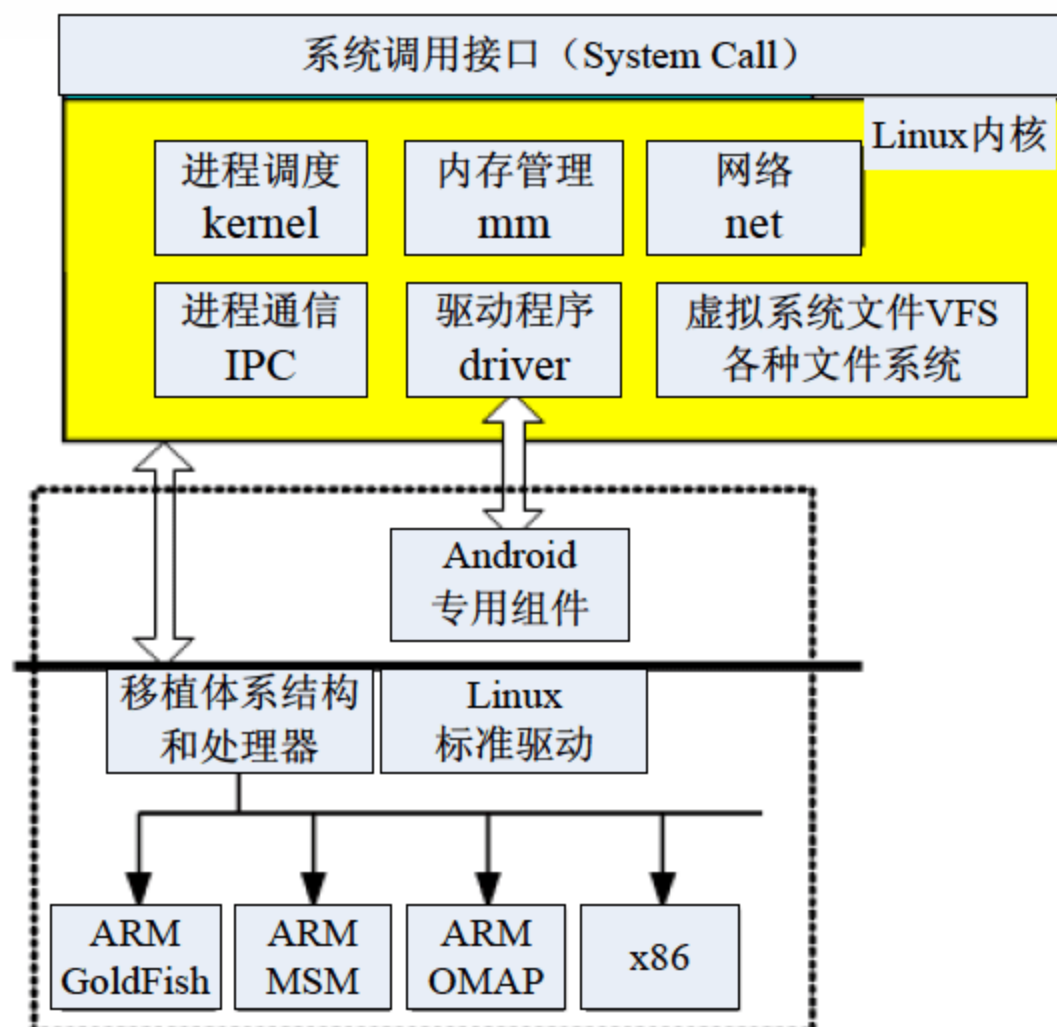 系统调用接口（System Call）
Linux内核
进程调度
kernel
内存管理
mm
网络
net
进程通信
IPC
驱动程序
driver
虚拟系统文件VFS
各种文件系统
Android
专用组件
移植体系结构
和处理器
Linux
标准驱动
ARM
GoldFish
ARM
MSM
ARM
OMAP
x86